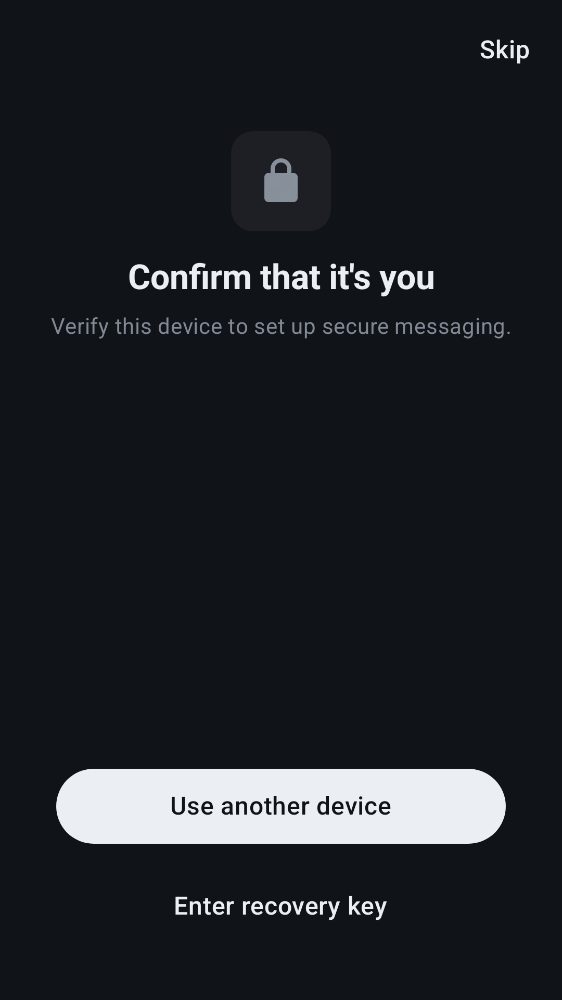 Skip
Confirm that it's you
Verify this device to set up secure messaging.
Use another device
Enter recovery key